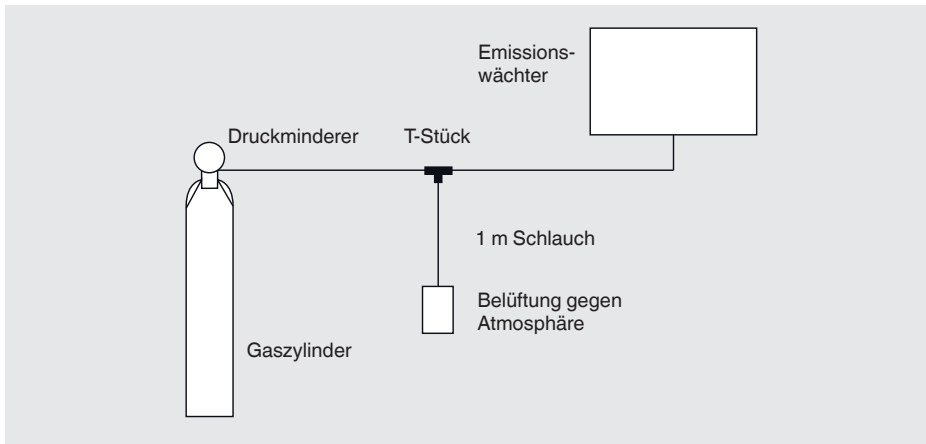 Emissions-
wächter
Druckminderer
T-Stück
1 m Schlauch
Belüftung gegen
Atmosphäre
Gaszylinder